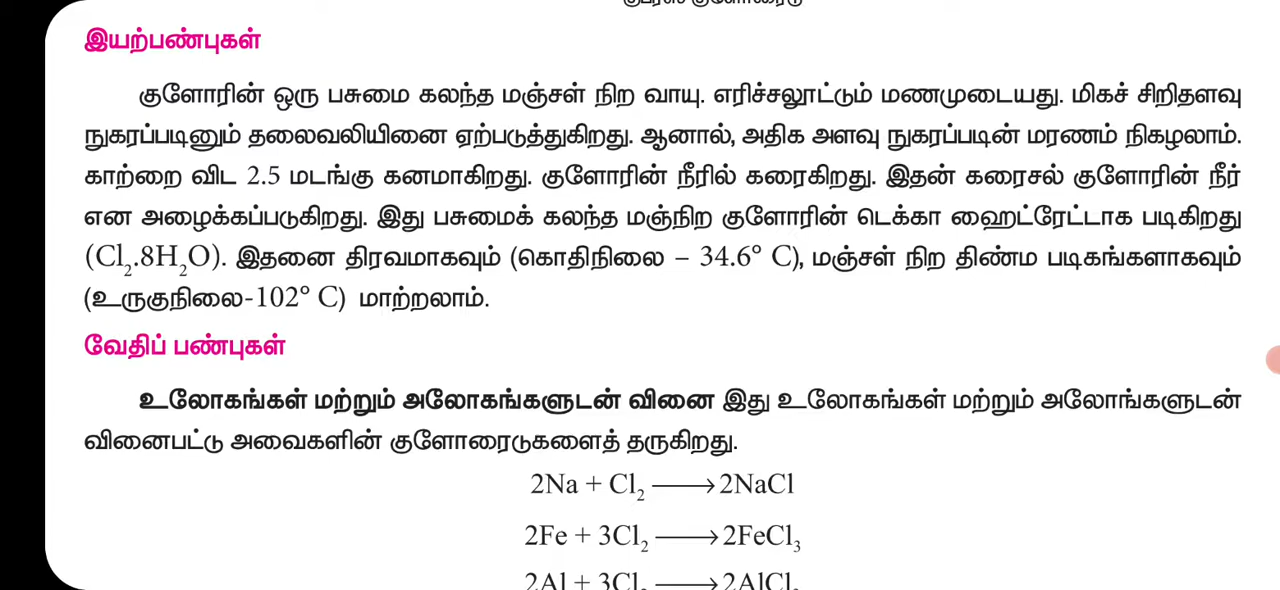 குப்ரஸ் குளோரைடு
இயற்பண்புகள்
குளோரின் ஒரு பசுமை கலந்த மஞ்சள் நிற வாயு. எரிச்சலூட்டும் மணமுடையது. மிகச் சிறிதளவு
நுகரப்படினும் தலைவலியினை ஏற்படுத்துகிறது. ஆனால், அதிக அளவு நுகரப்படின் மரணம் நிகழலாம்.
காற்றை விட 2.5 மடங்கு கனமாகிறது. குளோரின் நீரில் கரைகிறது. இதன் கரைசல் குளோரின் நீர்
என அழைக்கப்படுகிறது. இது பசுமைக் கலந்த மஞ்நிற குளோரின் டெக்கா ஹைட்ரேட்டாக படிகிறது
(Cl₂.8H₂O). இதனை திரவமாகவும் (கொதிநிலை – 34.6° C), மஞ்சள் நிற திண்ம படிகங்களாகவும்
(உருகுநிலை-102° C) மாற்றலாம்.
வேதிப் பண்புகள்
உலோகங்கள் மற்றும் அலோகங்களுடன் வினை இது உலோகங்கள் மற்றும் அலோங்களுடன்
வினைபட்டு அவைகளின் குளோரைடுகளைத் தருகிறது.
2Na + Cl₂ ⟶ 2NaCl
2Fe + 3Cl₂ ⟶ 2FeCl₃
2Al + 3Cl₂ ⟶ 2AlCl₃